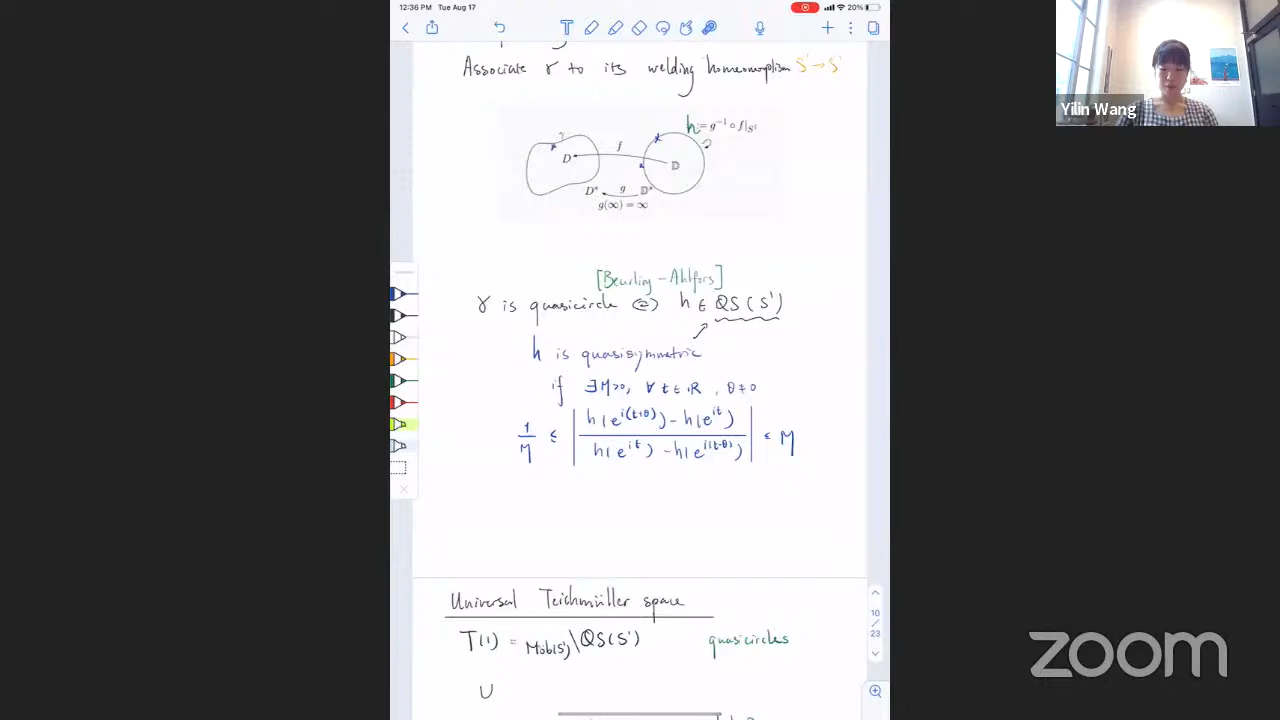 12:36 PM Tue Aug 17
20%
Associate γ to its welding homeomorphism S¹→S¹
h := g⁻¹ ∘ f|S¹
γ
D
f
𝔻
D*
g
𝔻*
g(∞) = ∞
[Beurling - Ahlfors]
γ is quasicircle ⇔ h ∈ QS(S¹)
h is quasisymmetric
if ∃M>0, ∀ t ∈ ℝ, θ ≠ 0
1/M ≤ | h(e^{i(t+θ)}) - h(e^{it}) / h(e^{it}) - h(e^{i(t-θ)}) | ≤ M
Universal Teichmüller space
T(1) = Möb(S¹)\QS(S¹) quasicircles
∪
10
/
23
Yilin Wang
zoom